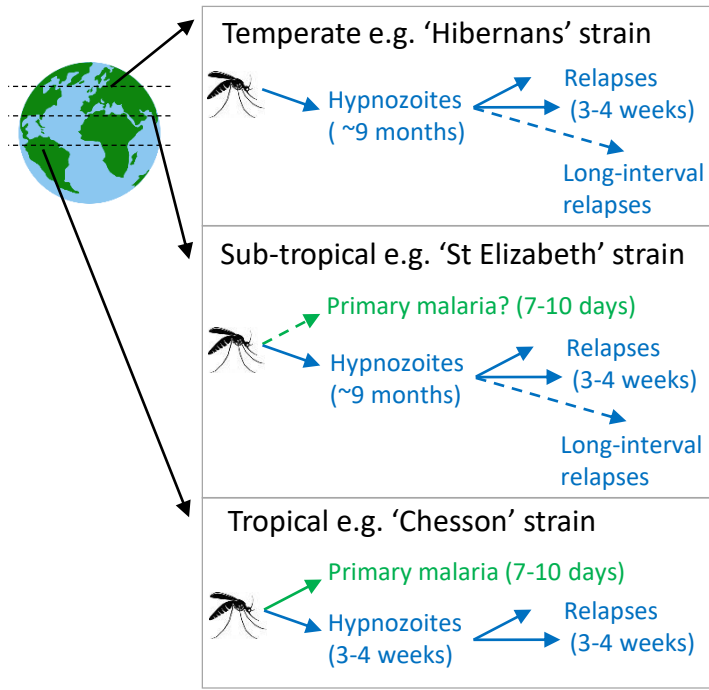 Temperate e.g. ‘Hibernans’ strain
Hypnozoites
( ~9 months)
Relapses
(3-4 weeks)
Long-interval
relapses
Sub-tropical e.g. ‘St Elizabeth’ strain
Primary malaria? (7-10 days)
Hypnozoites
(~9 months)
Relapses
(3-4 weeks)
Long-interval
relapses
Tropical e.g. ‘Chesson’ strain
Primary malaria (7-10 days)
Hypnozoites
(3-4 weeks)
Relapses
(3-4 weeks)